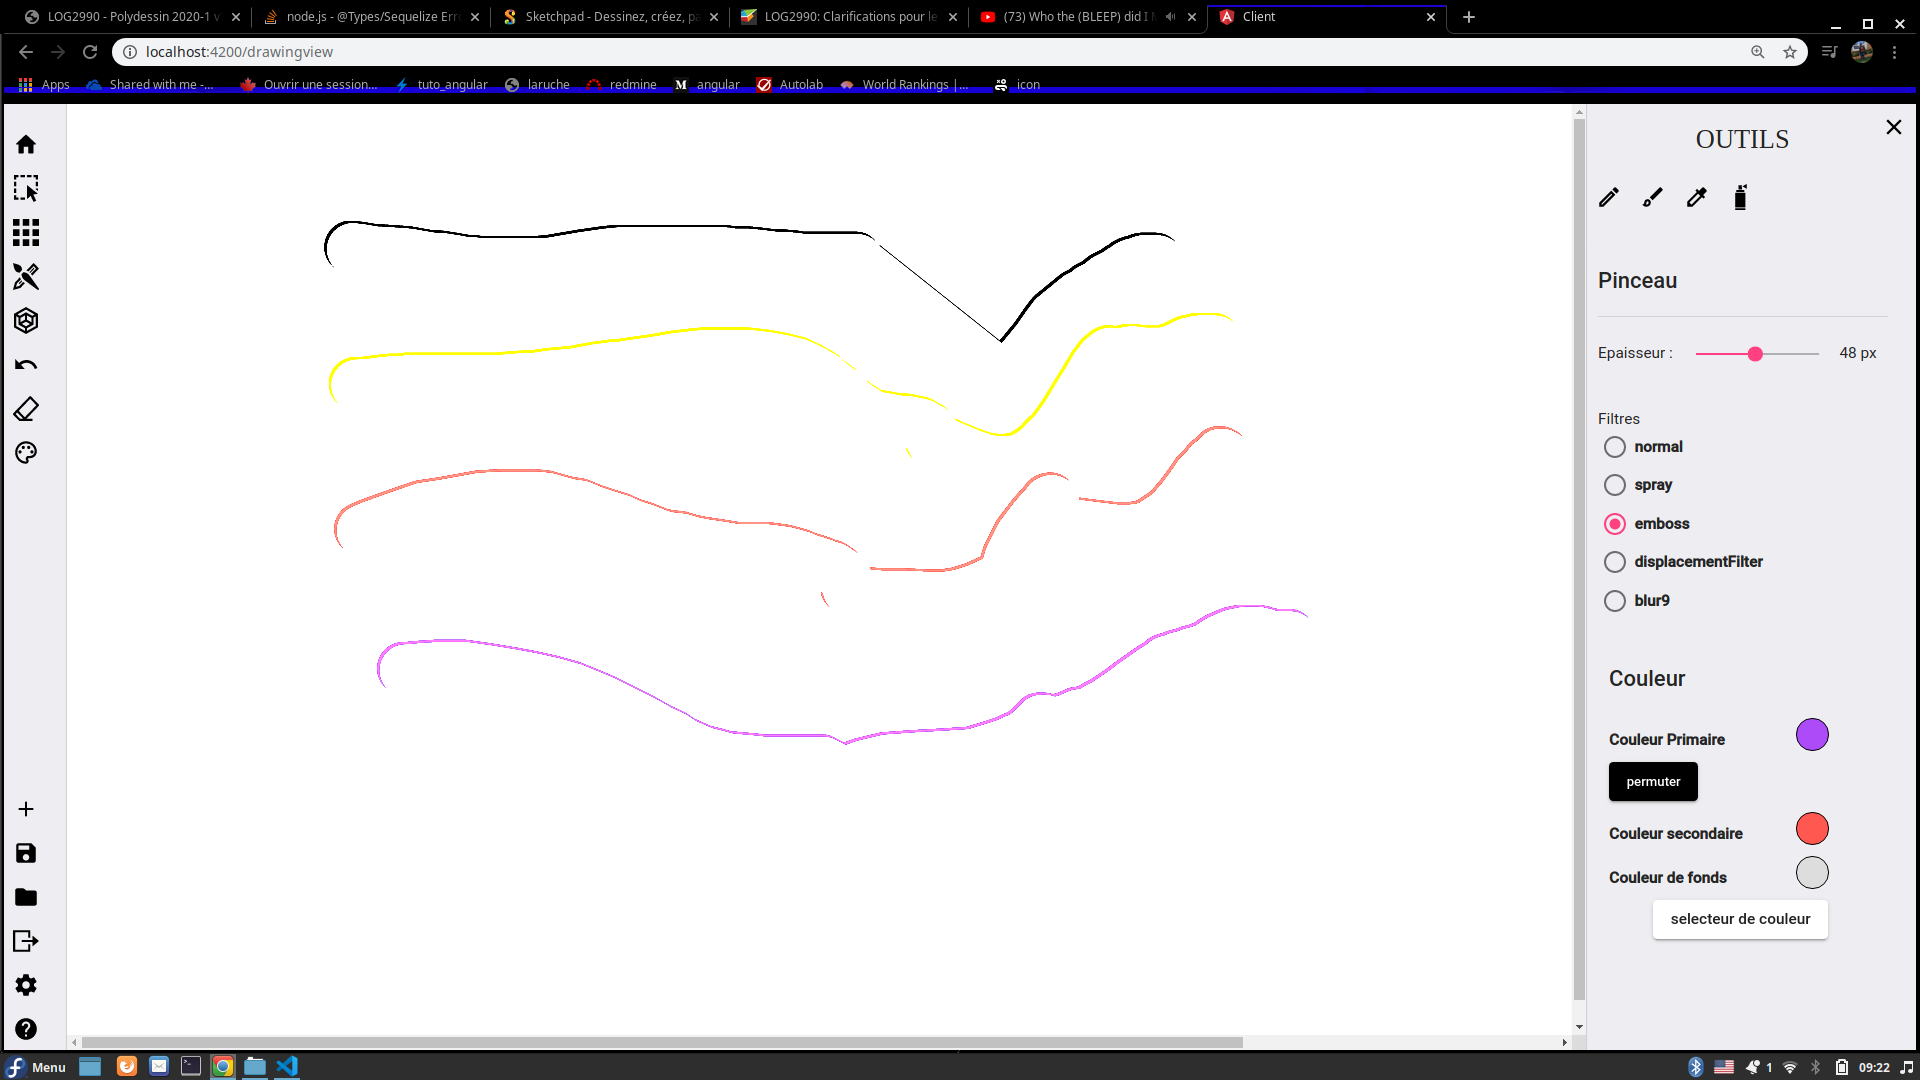 LOG2990 - Polydessin 2020-1 v
node.js - @Types/Sequelize Err
Sketchpad - Dessinez, créez, pa
LOG2990: Clarifications pour le
(73) Who the (BLEEP) did I M
Client
localhost:4200/drawingview
Apps
Shared with me -...
Ouvrir une session...
tuto_angular
laruche
redmine
M angular
Autolab
World Rankings |...
icon
OUTILS
Pinceau
Epaisseur :
48 px
Filtres
normal
spray
emboss
displacementFilter
blur9
Couleur
Couleur Primaire
permuter
Couleur secondaire
Couleur de fonds
selecteur de couleur
Menu
1
09:22